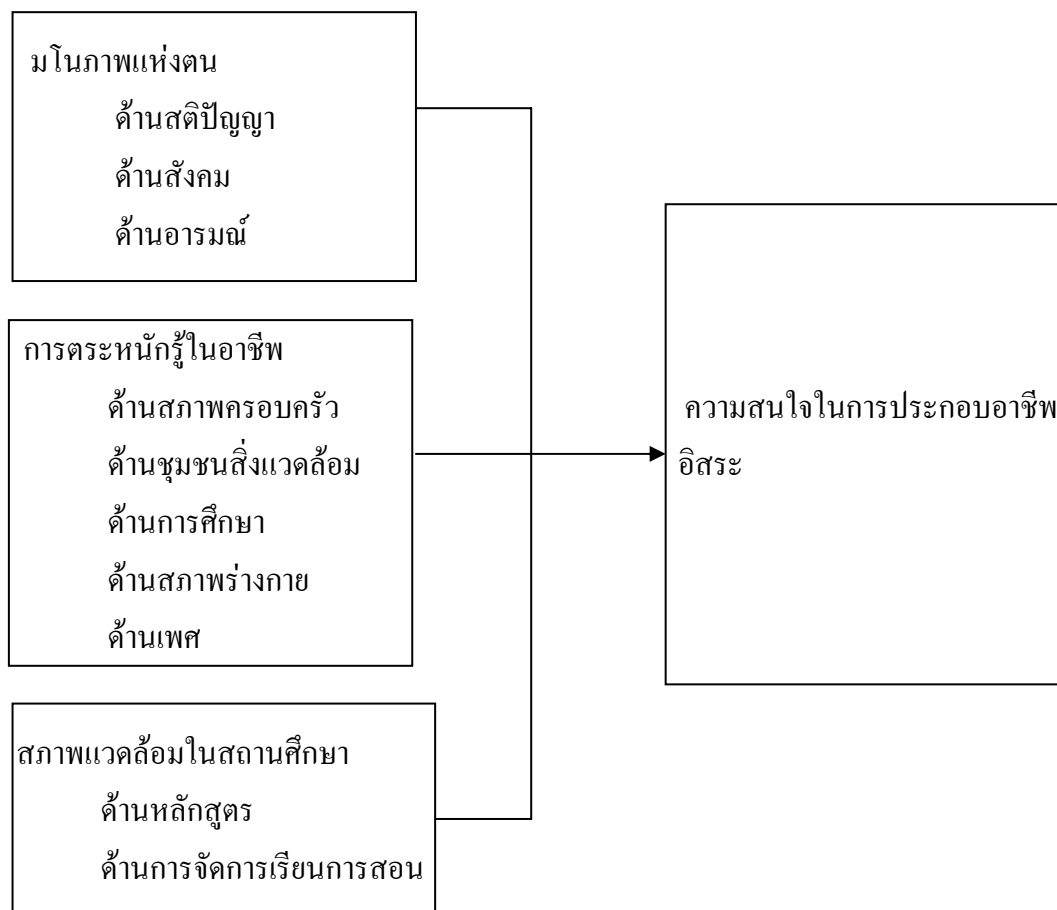 มโนภาพแห่งตน
ด้านสติปัญญา
ด้านสังคม
ด้านอารมณ์
การตระหนักรู้ในอาชีพ
ด้านสภาพครอบครัว
ด้านชุมชนสิ่งแวดล้อม
ด้านการศึกษา
ด้านสภาพร่างกาย
ด้านเพศ
สภาพแวดล้อมในสถานศึกษา
ด้านหลักสูตร
ด้านการจัดการเรียนการสอน
ความสนใจในการประกอบอาชีพ
อิสระ